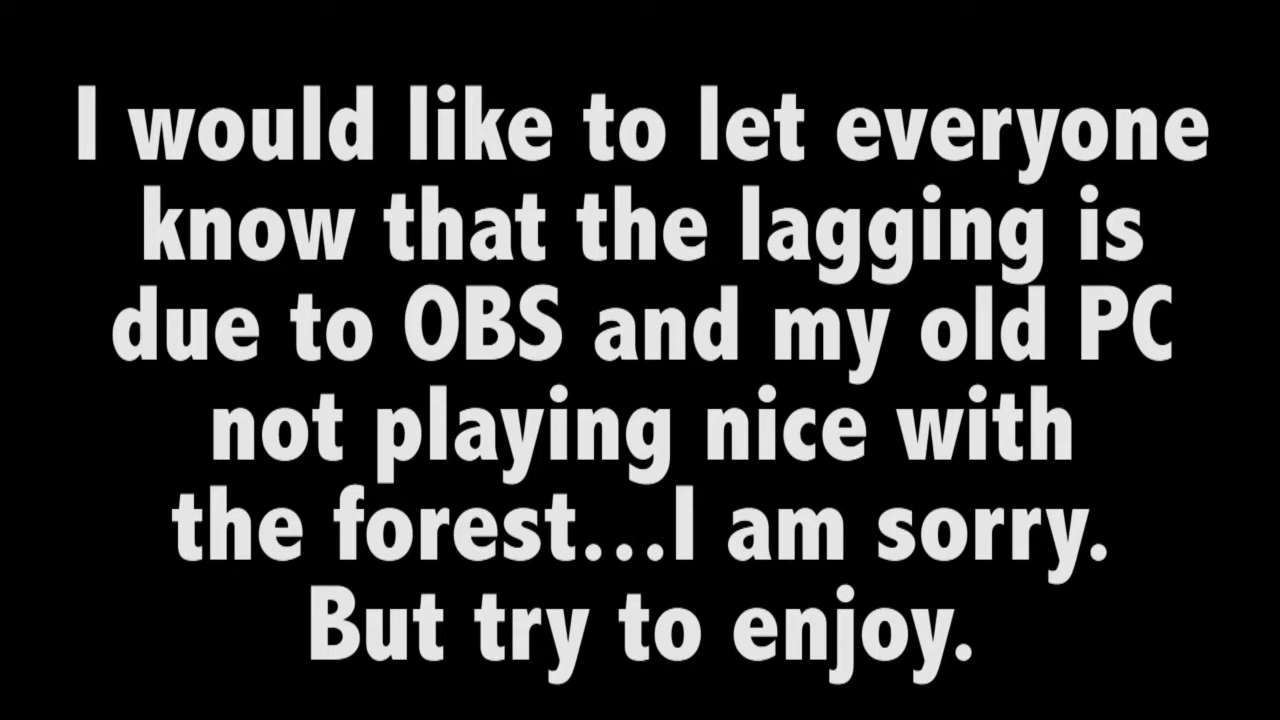 I would like to let everyone
know that the lagging is
due to OBS and my old PC
not playing nice with
the forest...I am sorry.
But try to enjoy.